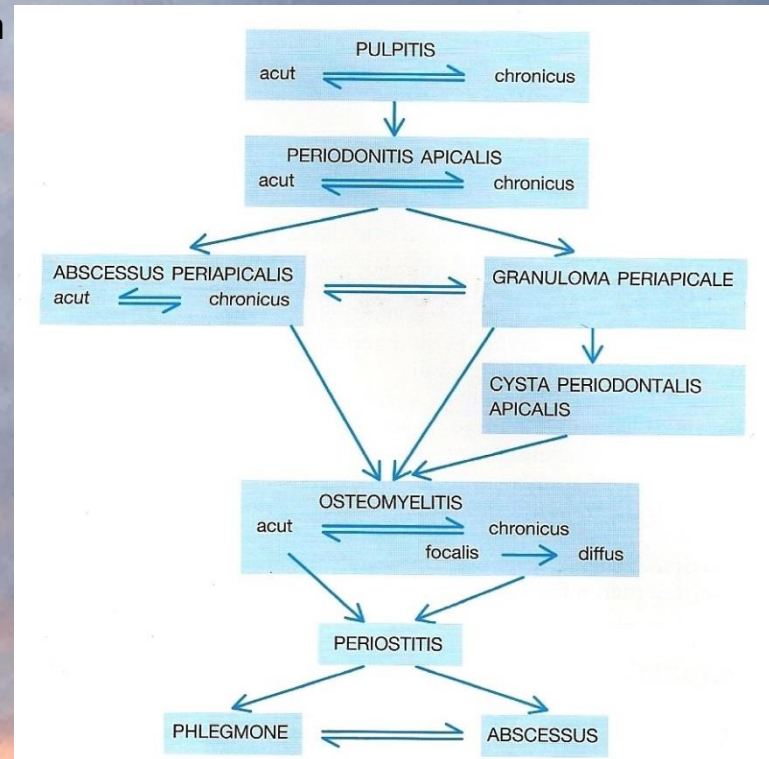 PULPITIS
acut chronicus
PERIODONITIS APICALIS
acut chronicus
ABSCESSUS PERIAPICALIS
acut chronicus
GRANULOMA PERIAPICALE
CYSTA PERIODONTALIS
APICALIS
OSTEOMYELITIS
acut chronicus
focalis diffus
PERIOSTITIS
PHLEGMONE ABSCESSUS